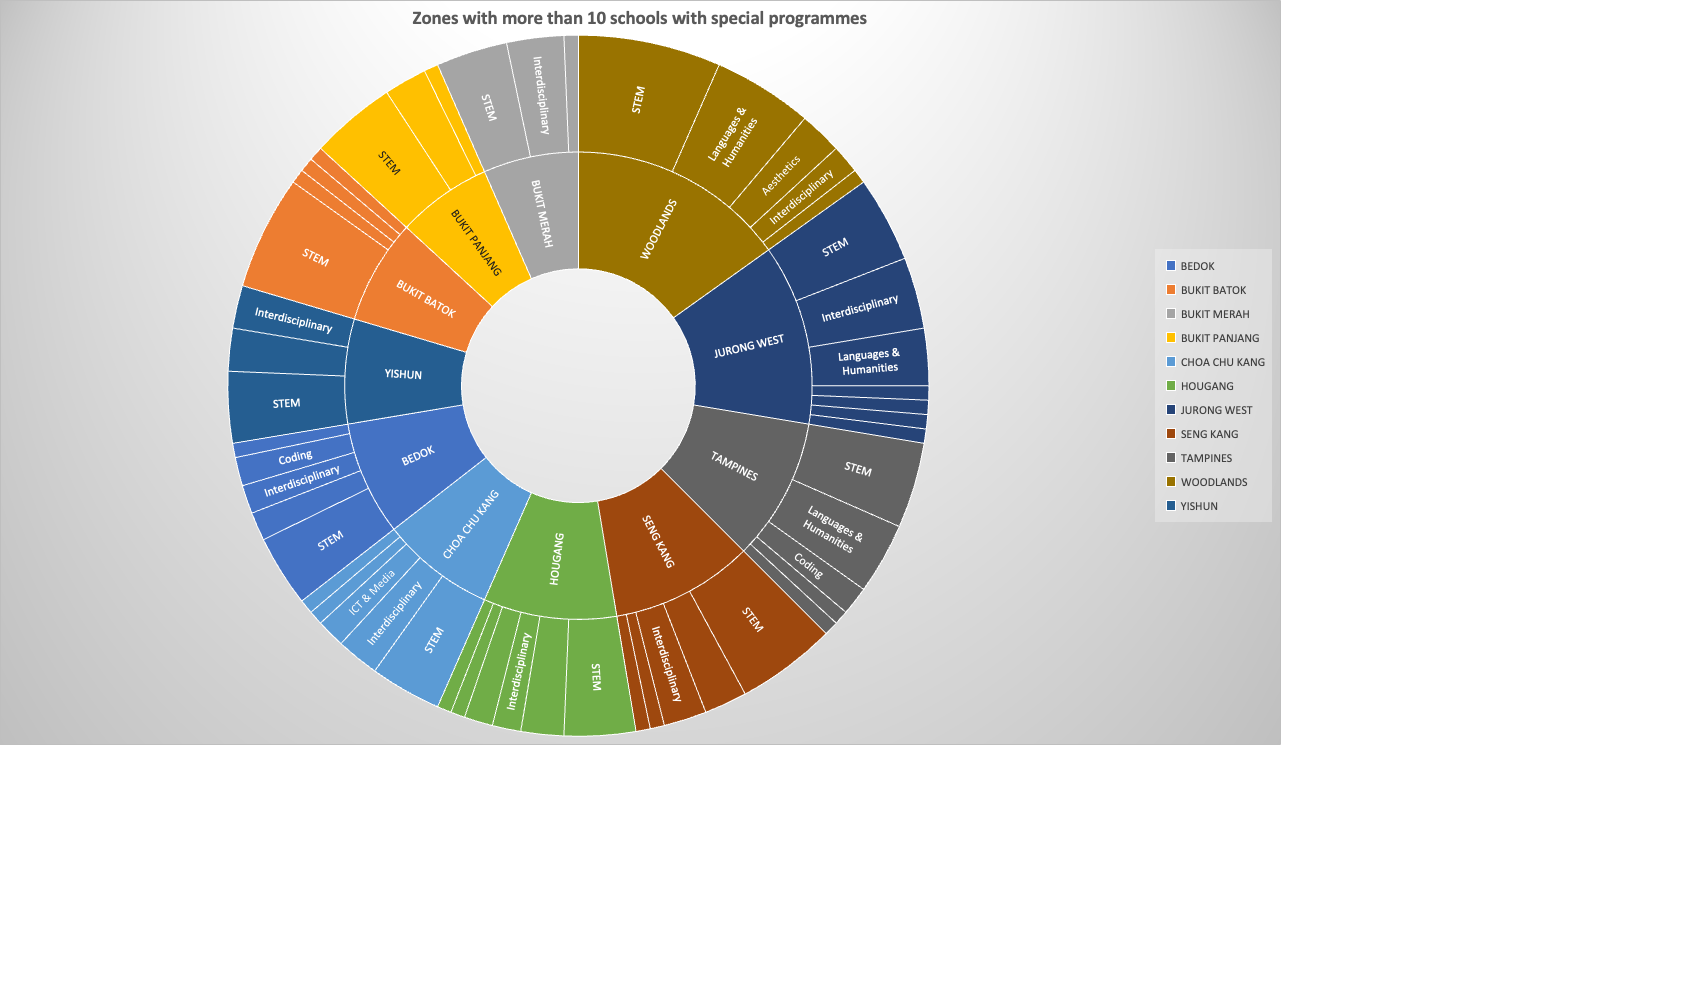 Zones with more than 10 schools with special programmes
WOODLANDS
STEM
Languages &
Humanities
Aesthetics
Interdisciplinary
JURONG WEST
STEM
Interdisciplinary
Languages &
Humanities
TAMPINES
STEM
Languages &
Humanities
Coding
SENG KANG
STEM
Interdisciplinary
HOUGANG
STEM
Interdisciplinary
CHOA CHU KANG
STEM
Interdisciplinary
ICT & Media
BEDOK
STEM
Interdisciplinary
Coding
YISHUN
STEM
Interdisciplinary
BUKIT BATOK
STEM
BUKIT PANJANG
STEM
BUKIT MERAH
STEM
Interdisciplinary
BEDOK
BUKIT BATOK
BUKIT MERAH
BUKIT PANJANG
CHOA CHU KANG
HOUGANG
JURONG WEST
SENG KANG
TAMPINES
WOODLANDS
YISHUN